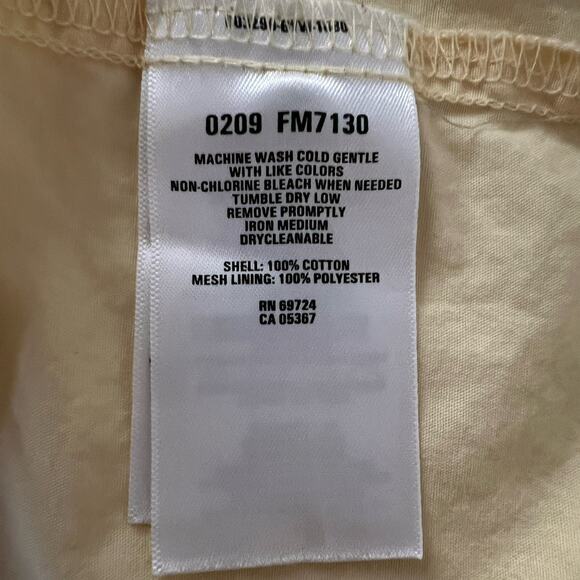 0209 FM7130
MACHINE WASH COLD GENTLE
WITH LIKE COLORS
NON-CHLORINE BLEACH WHEN NEEDED
TUMBLE DRY LOW
REMOVE PROMPTLY
IRON MEDIUM
DRYCLEANABLE
SHELL: 100% COTTON
MESH LINING: 100% POLYESTER
RN 69724
CA 05367